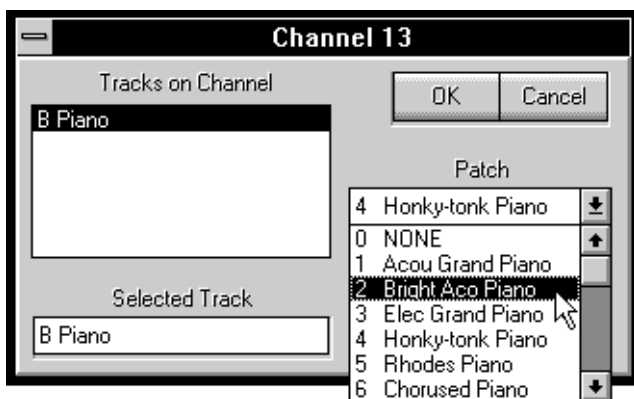 Channel 13
Tracks on Channel
B Piano
Selected Track
B Piano
OK
Cancel
Patch
4 Honky-tonk Piano
0 NONE
1 Acou Grand Piano
2 Bright Aco Piano
3 Elec Grand Piano
4 Honky-tonk Piano
5 Rhodes Piano
6 Chorused Piano